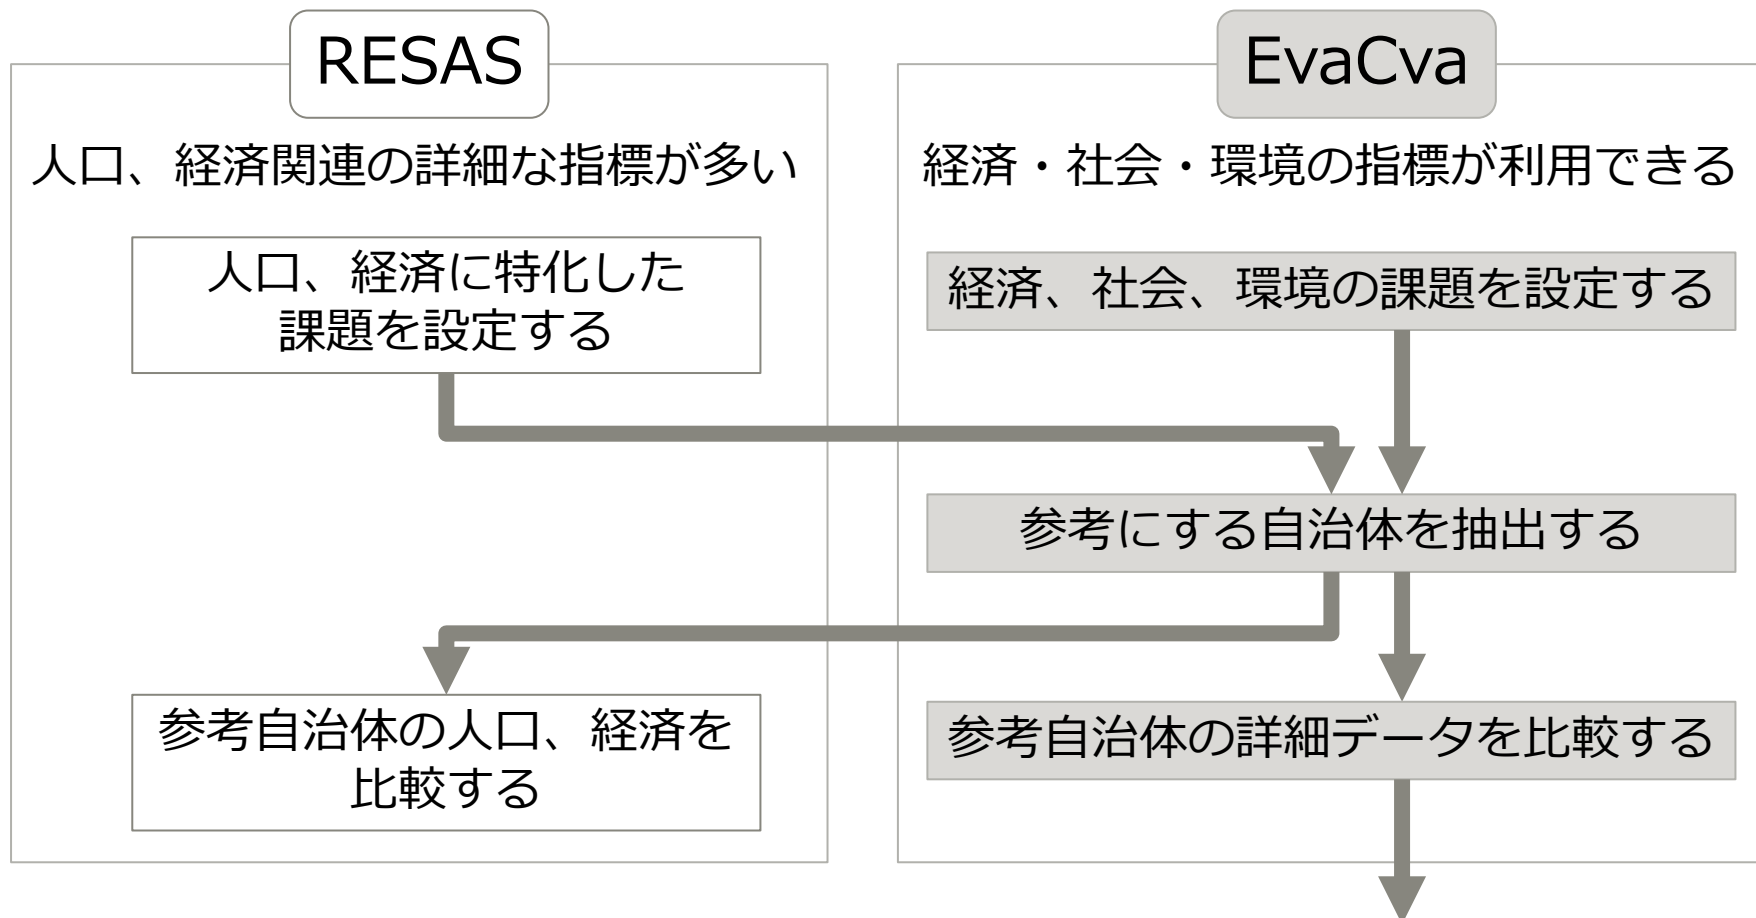 RESAS
人口、経済関連の詳細な指標が多い
人口、経済に特化した
課題を設定する
参考自治体の人口、経済を
比較する
EvaCva
経済・社会・環境の指標が利用できる
経済、社会、環境の課題を設定する
参考にする自治体を抽出する
参考自治体の詳細データを比較する